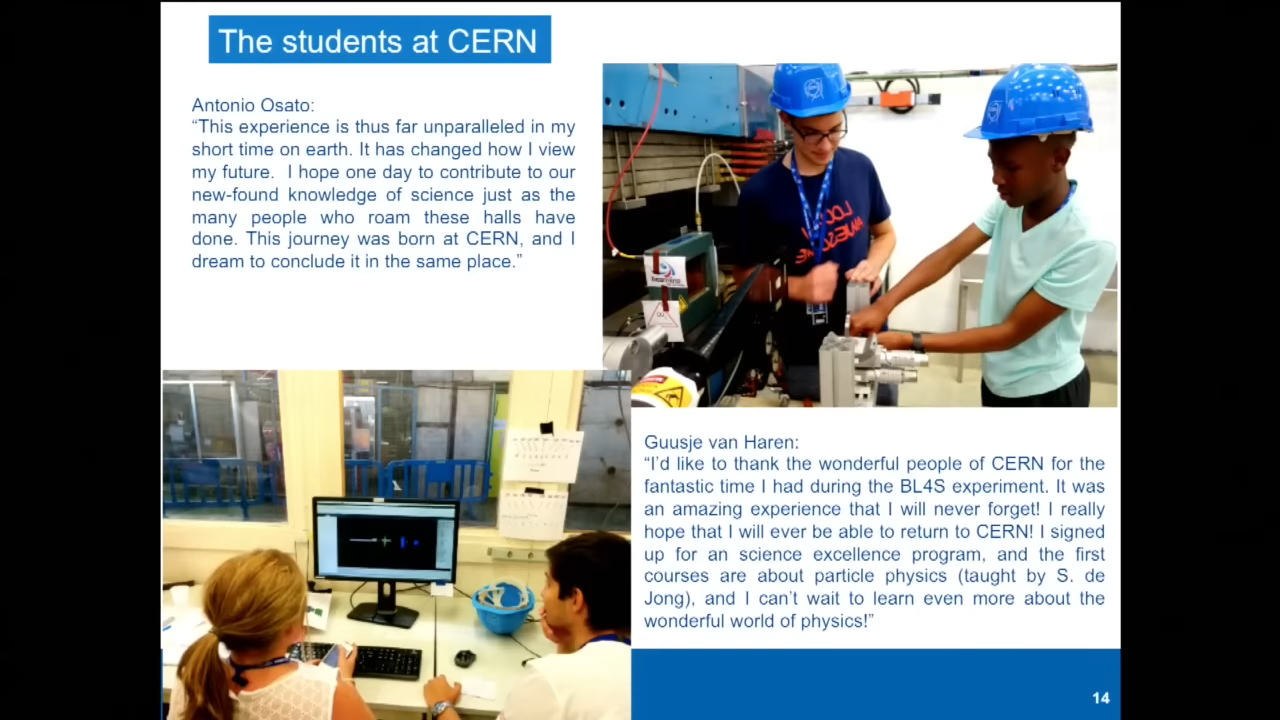 The students at CERN
Antonio Osato:
“This experience is thus far unparalleled in my
short time on earth. It has changed how I view
my future.  I hope one day to contribute to our
new-found knowledge of science just as the
many people who roam these halls have
done. This journey was born at CERN, and I
dream to conclude it in the same place.”
Guusje van Haren:
“I’d like to thank the wonderful people of CERN for the
fantastic time I had during the BL4S experiment. It was
an amazing experience that I will never forget! I really
hope that I will ever be able to return to CERN! I signed
up for an science excellence program, and the first
courses are about particle physics (taught by S. de
Jong), and I can’t wait to learn even more about the
wonderful world of physics!”
14